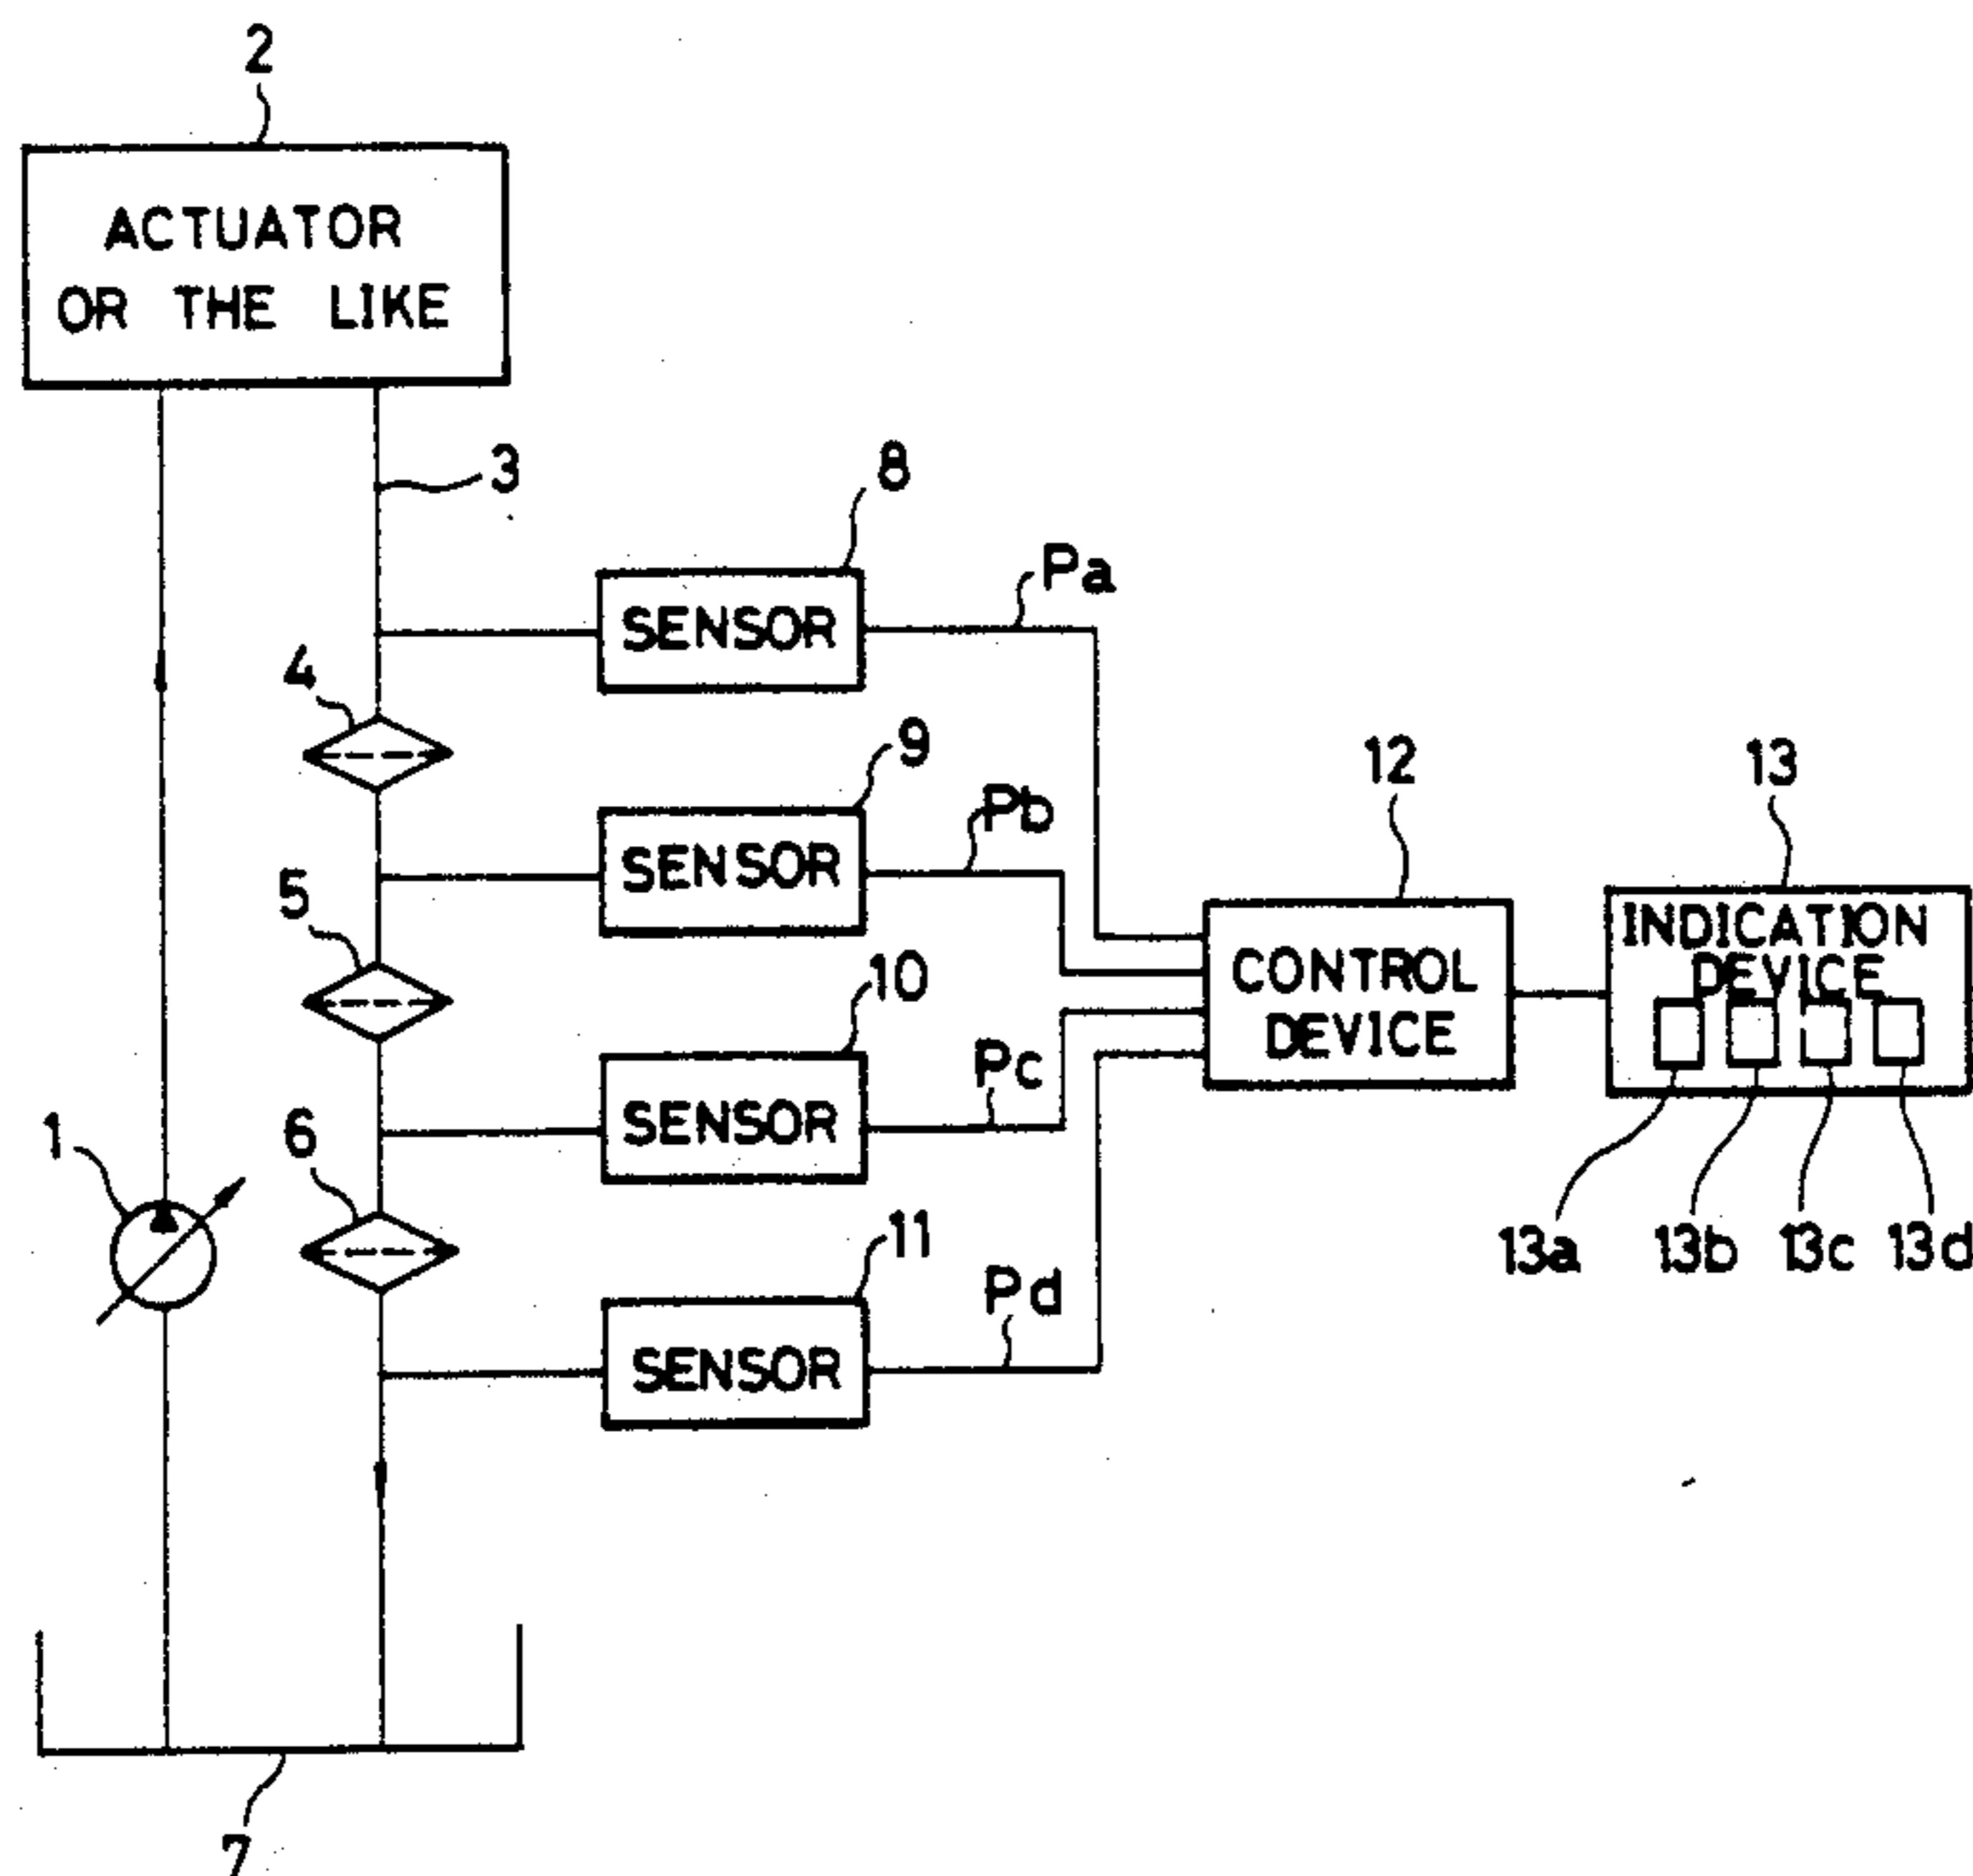 2
ACTUATOR
OR THE LIKE
3
8
SENSOR
Pa
4
9
SENSOR
Pb
12
13
5
10
SENSOR
Pc
CONTROL
DEVICE
INDICATION
DEVICE
1
6
11
SENSOR
Pd
13a
13b
13c
13d
7